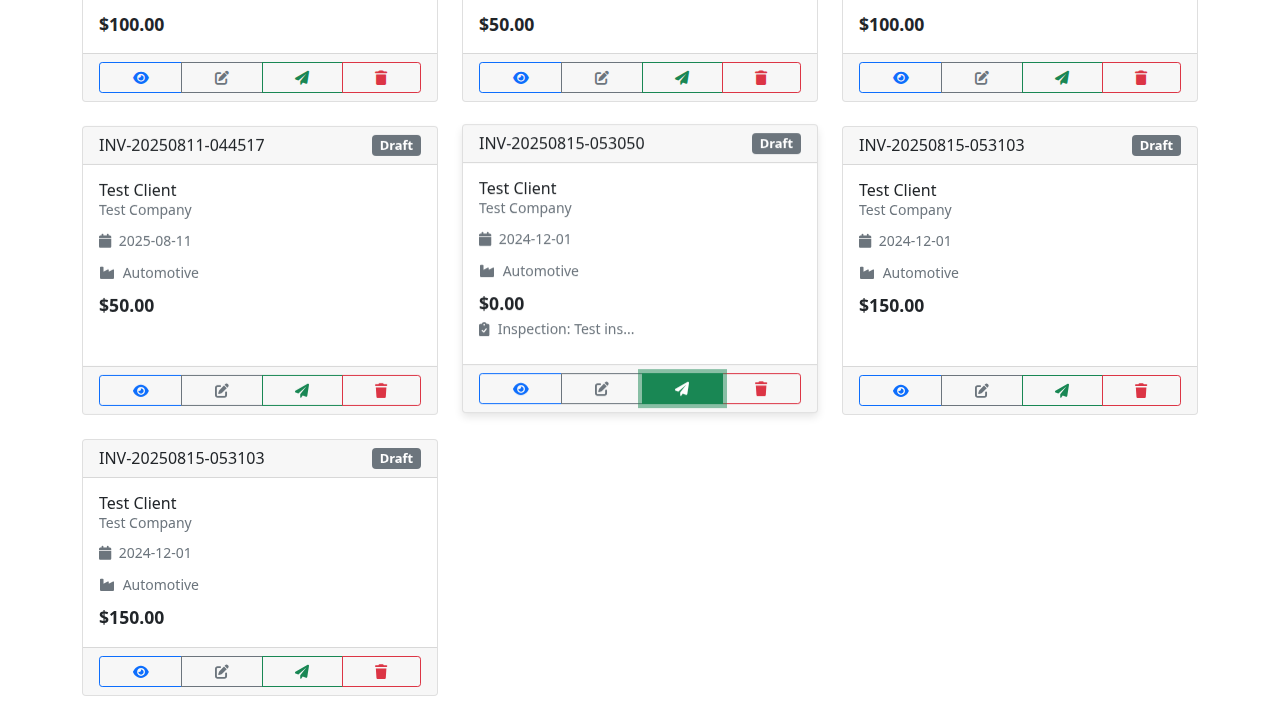 $100.00
$50.00
$100.00
INV-20250811-044517
Draft
Test Client
Test Company
2025-08-11
Automotive
$50.00
INV-20250815-053050
Draft
Test Client
Test Company
2024-12-01
Automotive
$0.00
Inspection: Test ins...
INV-20250815-053103
Draft
Test Client
Test Company
2024-12-01
Automotive
$150.00
INV-20250815-053103
Draft
Test Client
Test Company
2024-12-01
Automotive
$150.00